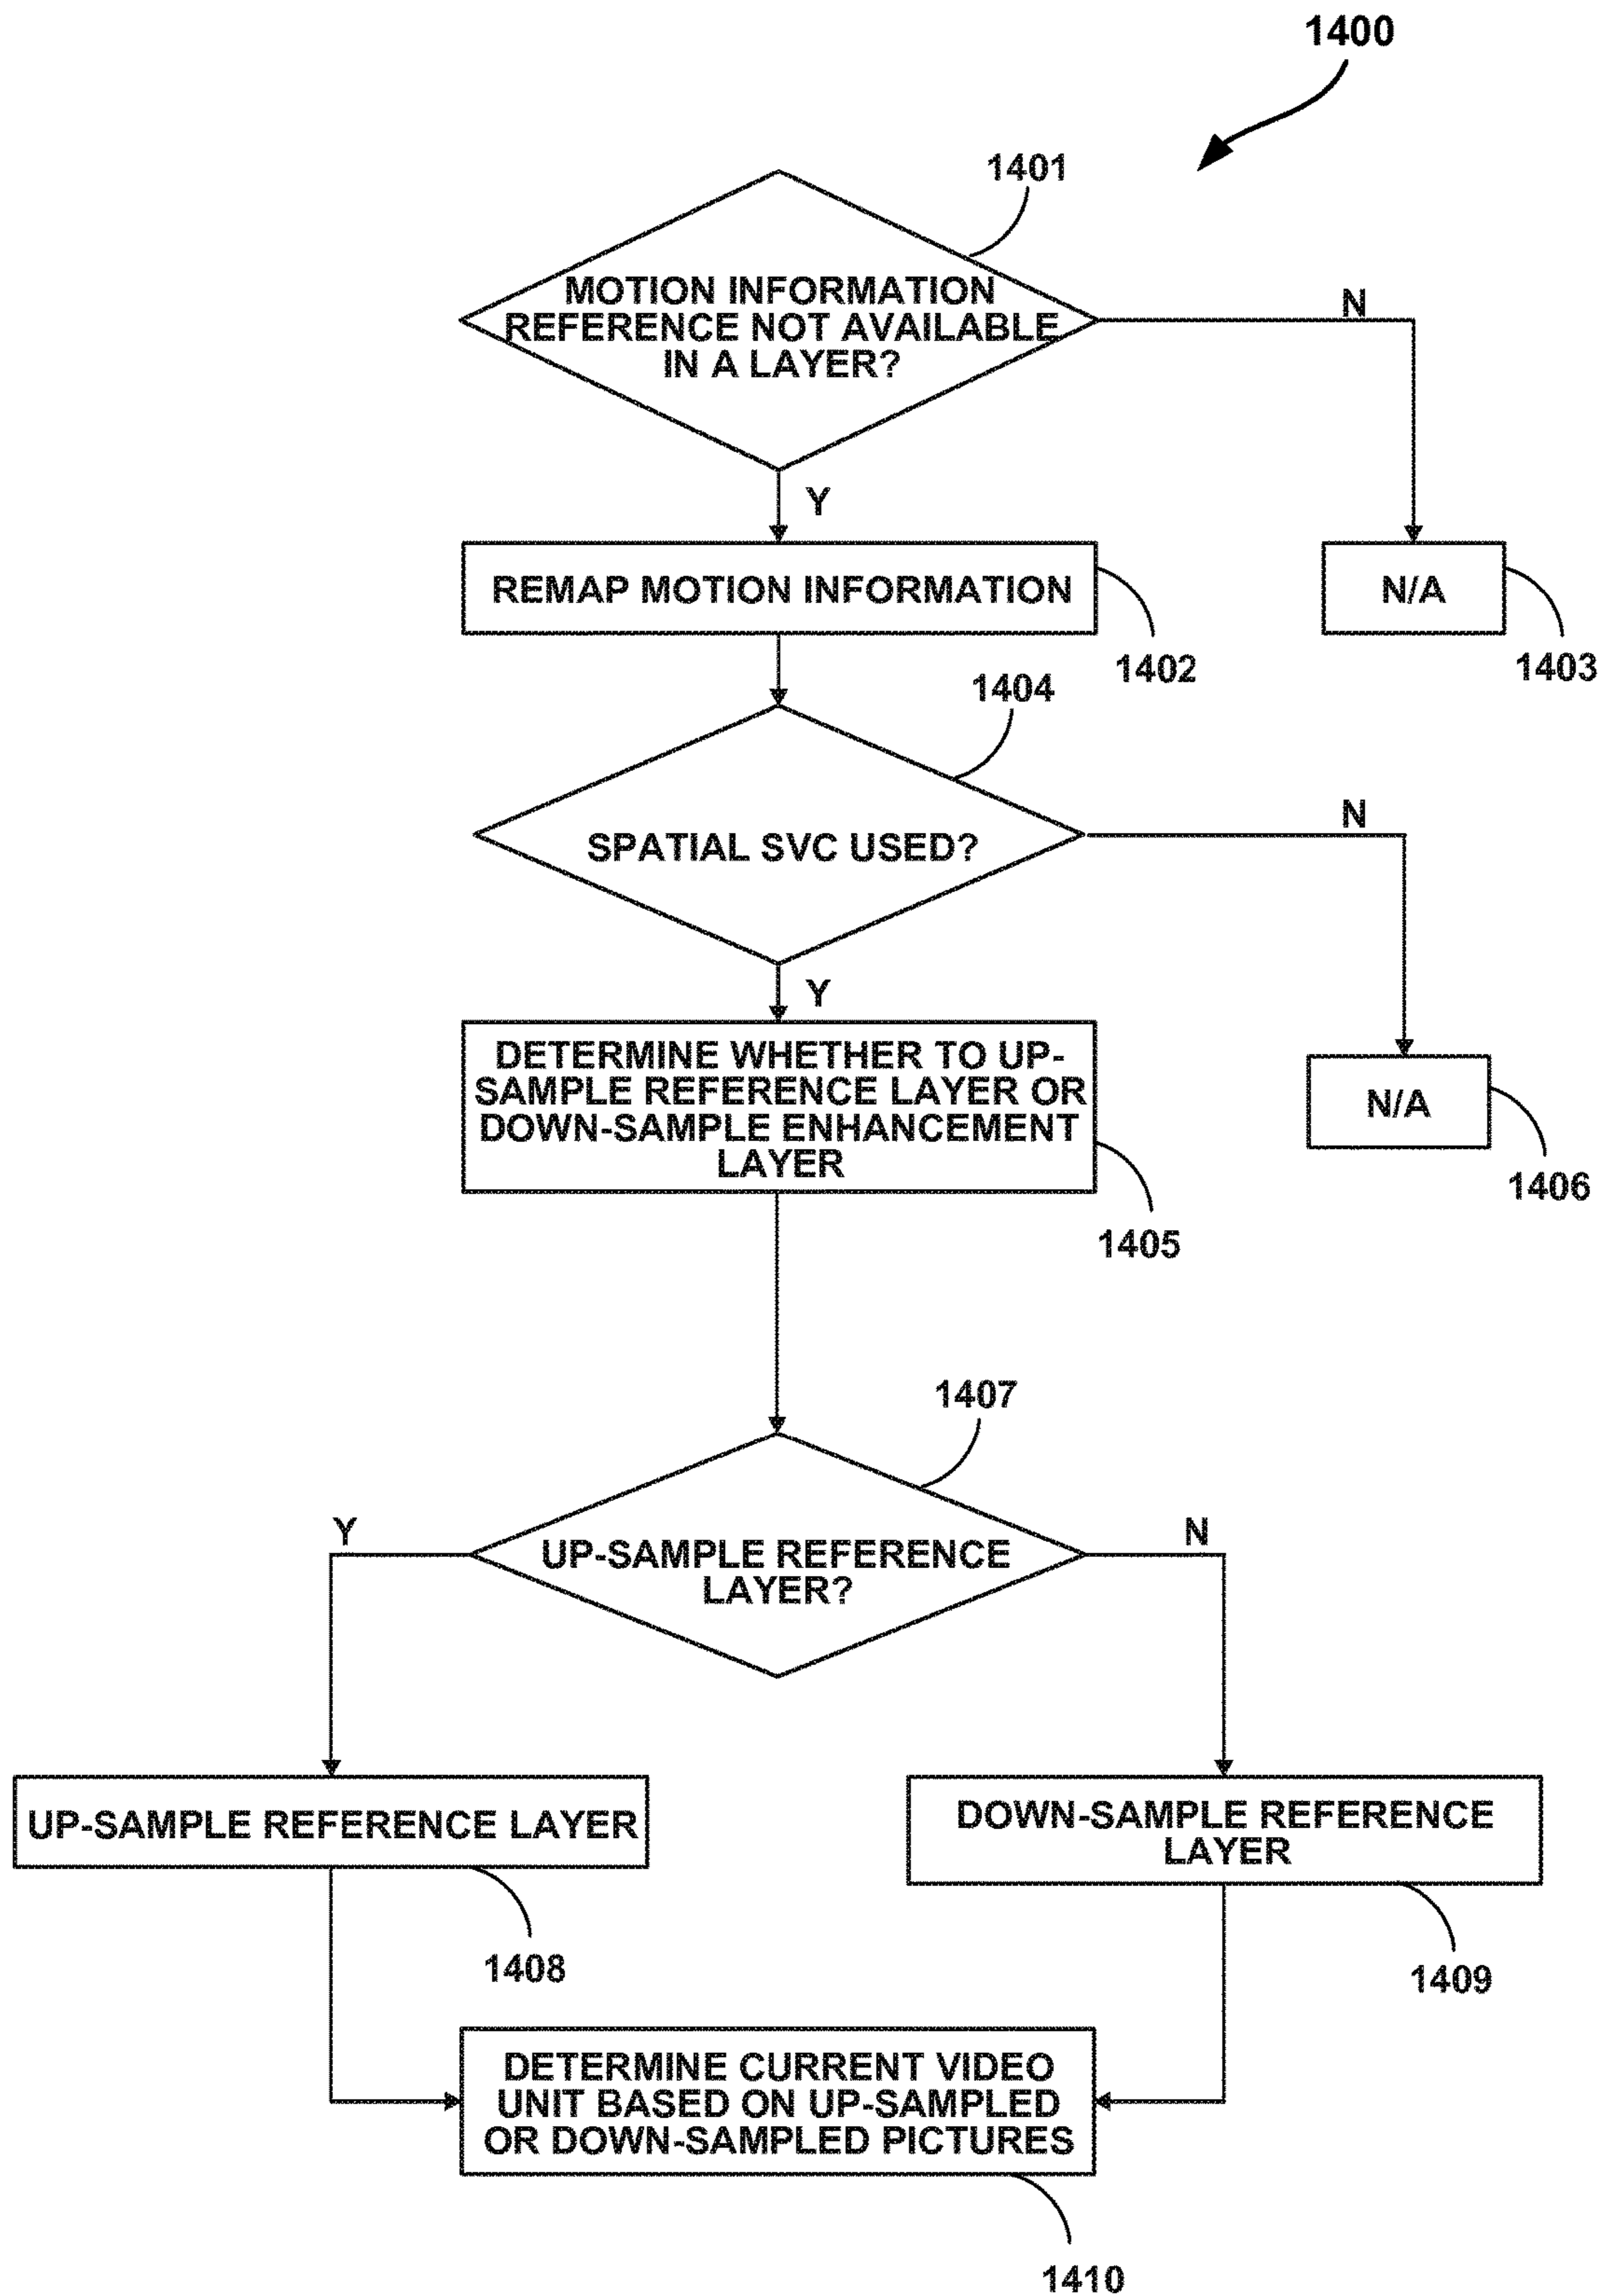 1400
1401
MOTION INFORMATION
REFERENCE NOT AVAILABLE
IN A LAYER?
N
Y
REMAP MOTION INFORMATION
N/A
1402
1403
1404
SPATIAL SVC USED?
N
Y
DETERMINE WHETHER TO UP-
SAMPLE REFERENCE LAYER OR
DOWN-SAMPLE ENHANCEMENT
LAYER
N/A
1405
1406
1407
Y
N
UP-SAMPLE REFERENCE
LAYER?
UP-SAMPLE REFERENCE LAYER
DOWN-SAMPLE REFERENCE
LAYER
1408
1409
DETERMINE CURRENT VIDEO
UNIT BASED ON UP-SAMPLED
OR DOWN-SAMPLED PICTURES
1410